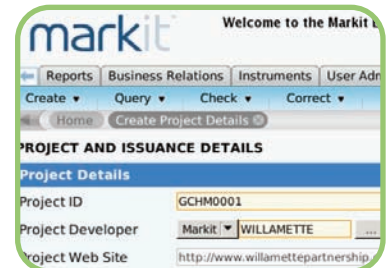 markit
Welcome to the Markit
Reports Business Relations Instruments User Adm
Create Query Check Correct
Home Create Project Details
PROJECT AND ISSUANCE DETAILS
Project Details
Project ID GCHM0001
Project Developer Markit WILLAMETTE ...
Project Web Site http://www.willamettepartnership.